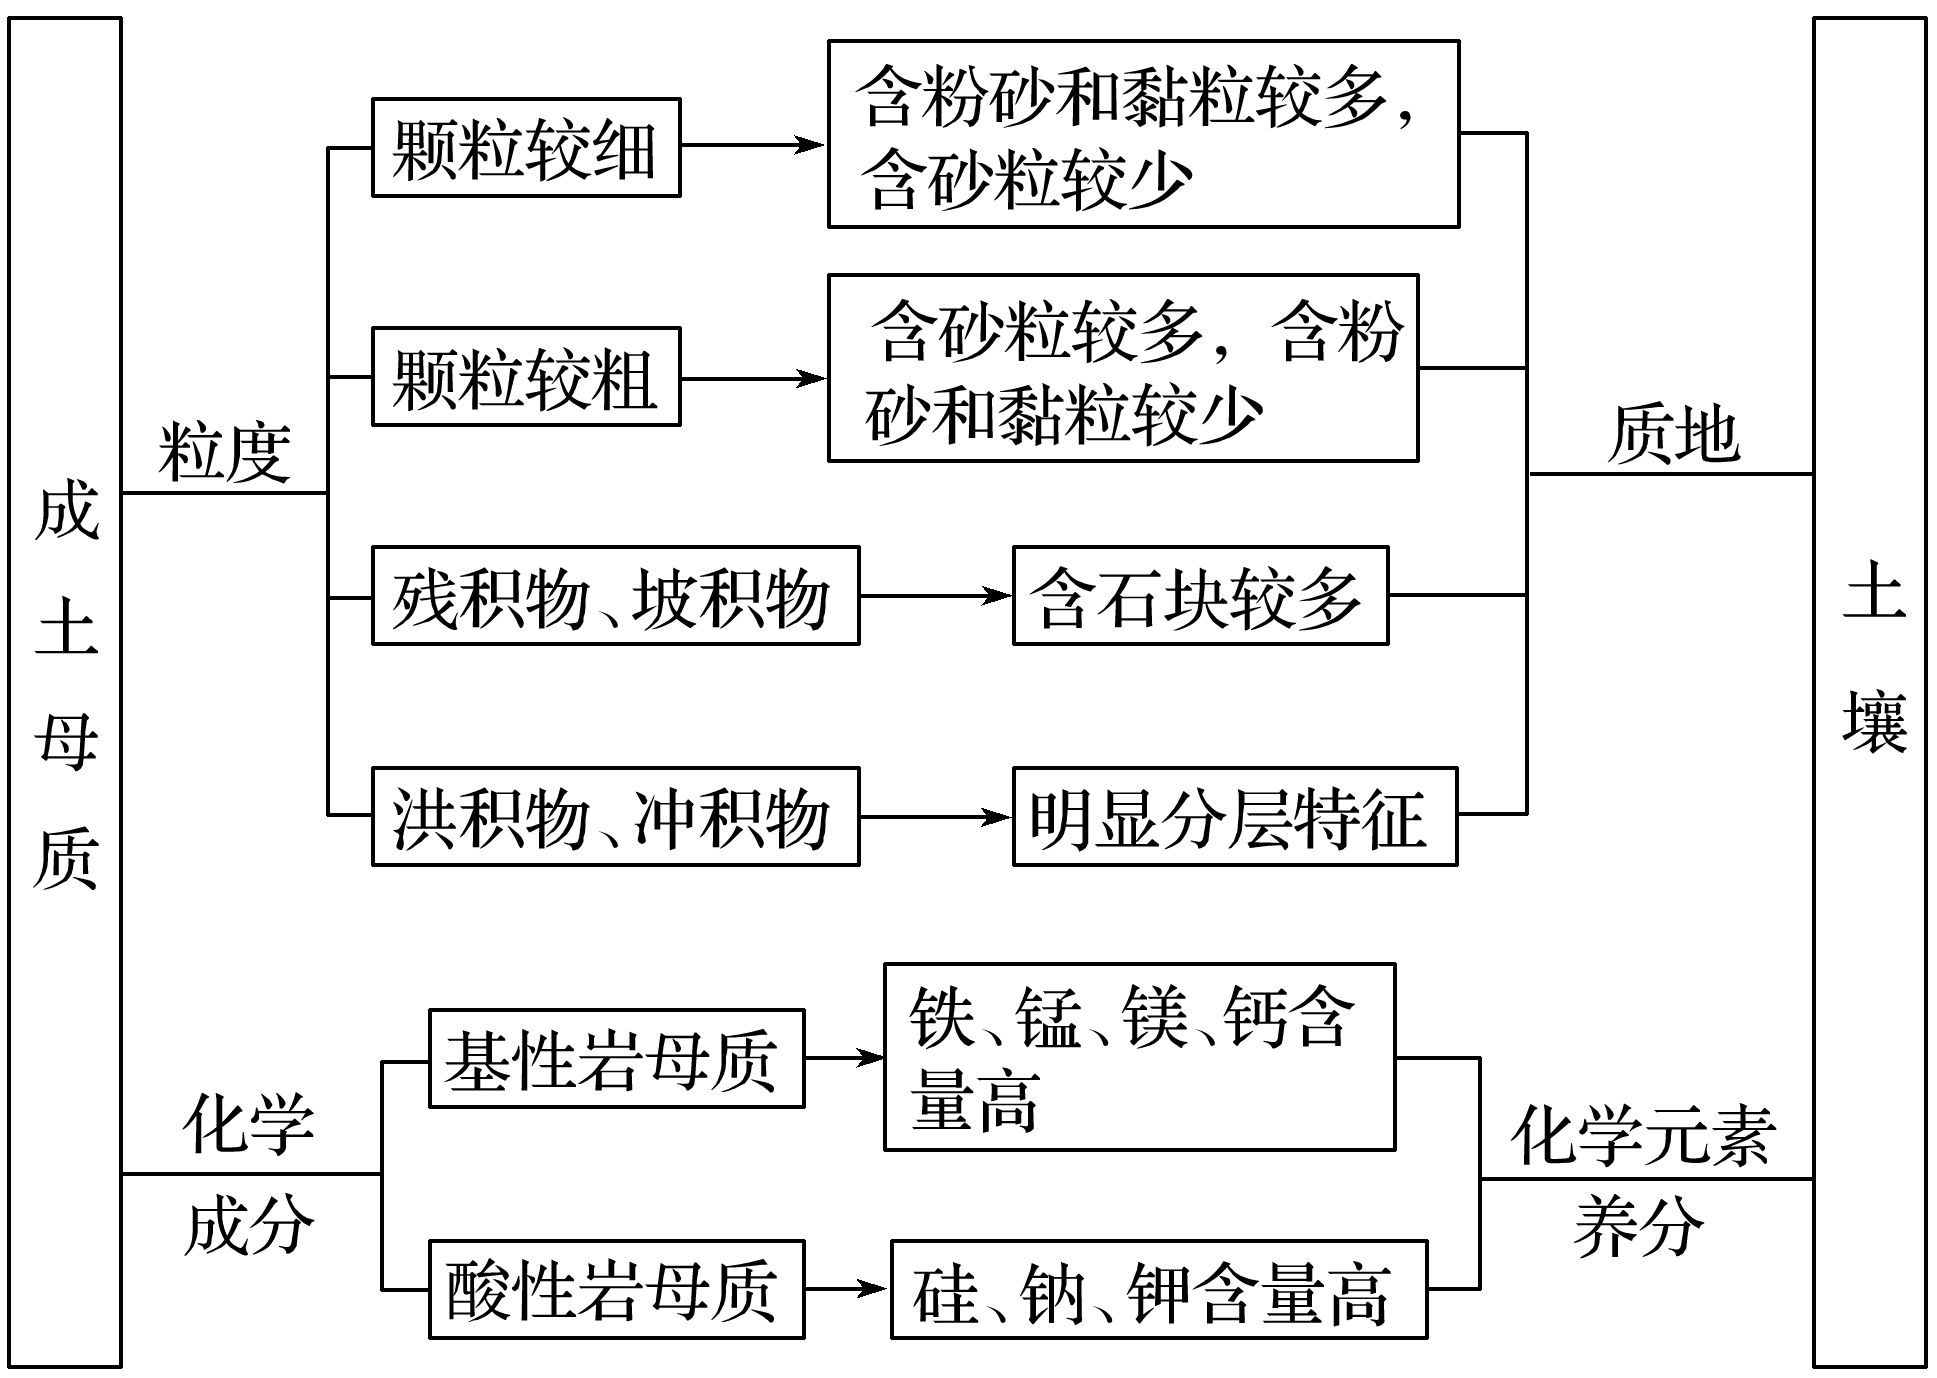 成土母质
粒度
颗粒较细
含粉砂和黏粒较多，
含砂粒较少
颗粒较粗
含砂粒较多，含粉
砂和黏粒较少
残积物、坡积物
含石块较多
洪积物、冲积物
明显分层特征
质地
化学
成分
基性岩母质
铁、锰、镁、钙含
量高
酸性岩母质
硅、钠、钾含量高
化学元素
养分
土壤